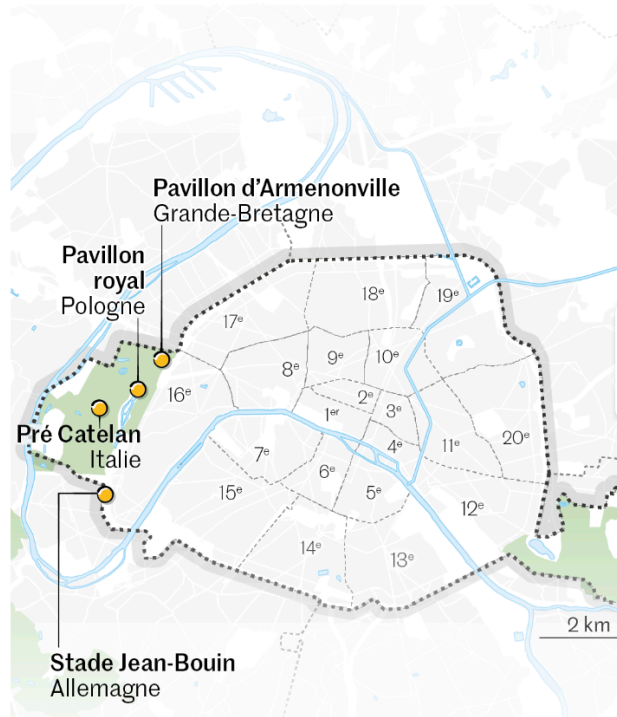 Pavillon d'Armenonville
Grande-Bretagne
Pavillon
royal
Pologne
18e
19e
17e
9e
10e
8e
16e
2e
3e
1er
Pré Catelan
Italie
20e
4e
11e
7e
6e
15e
5e
12e
14e
13e
2 km
Stade Jean-Bouin
Allemagne